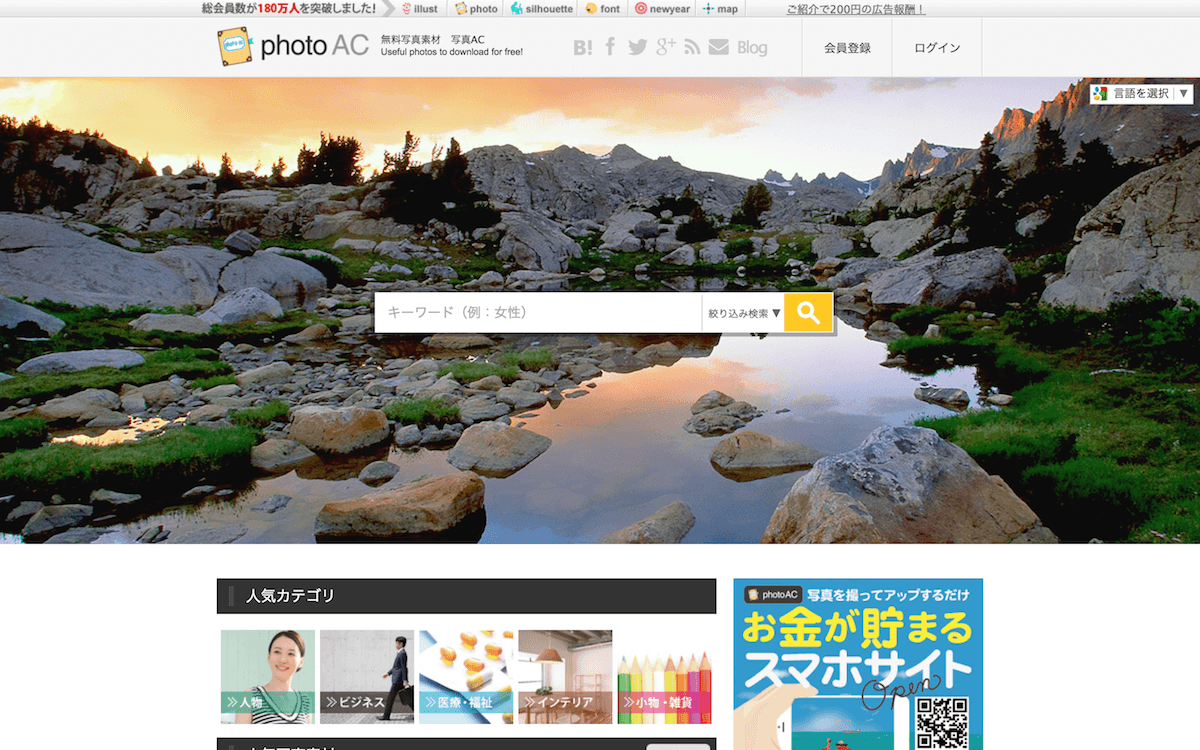 総会員数が180万人を突破しました!
illust
photo
silhouette
font
newyear
map
ご紹介で200円の広告報酬!
photo AC
無料写真素材 写真AC
Useful photos to download for free!
B!
g+
Blog
会員登録
ログイン
言語を選択 ▼
キーワード(例:女性)
絞り込み検索 ▼
人気カテゴリ
人物
ビジネス
医療・福祉
インテリア
小物・雑貨
photoAC 写真を撮ってアップするだけ
お金が貯まる
スマホサイト
Open